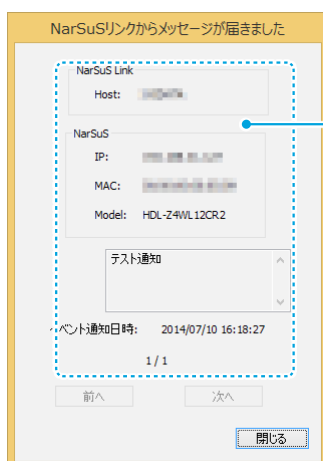 NarSuSリンクからメッセージが届きました
NarSuS Link
Host:
NarSuS
IP:
MAC:
Model: HDL-Z4WL12CR2
テスト通知
イベント通知日時: 2014/07/10 16:18:27
1 / 1
前へ 次へ
閉じる